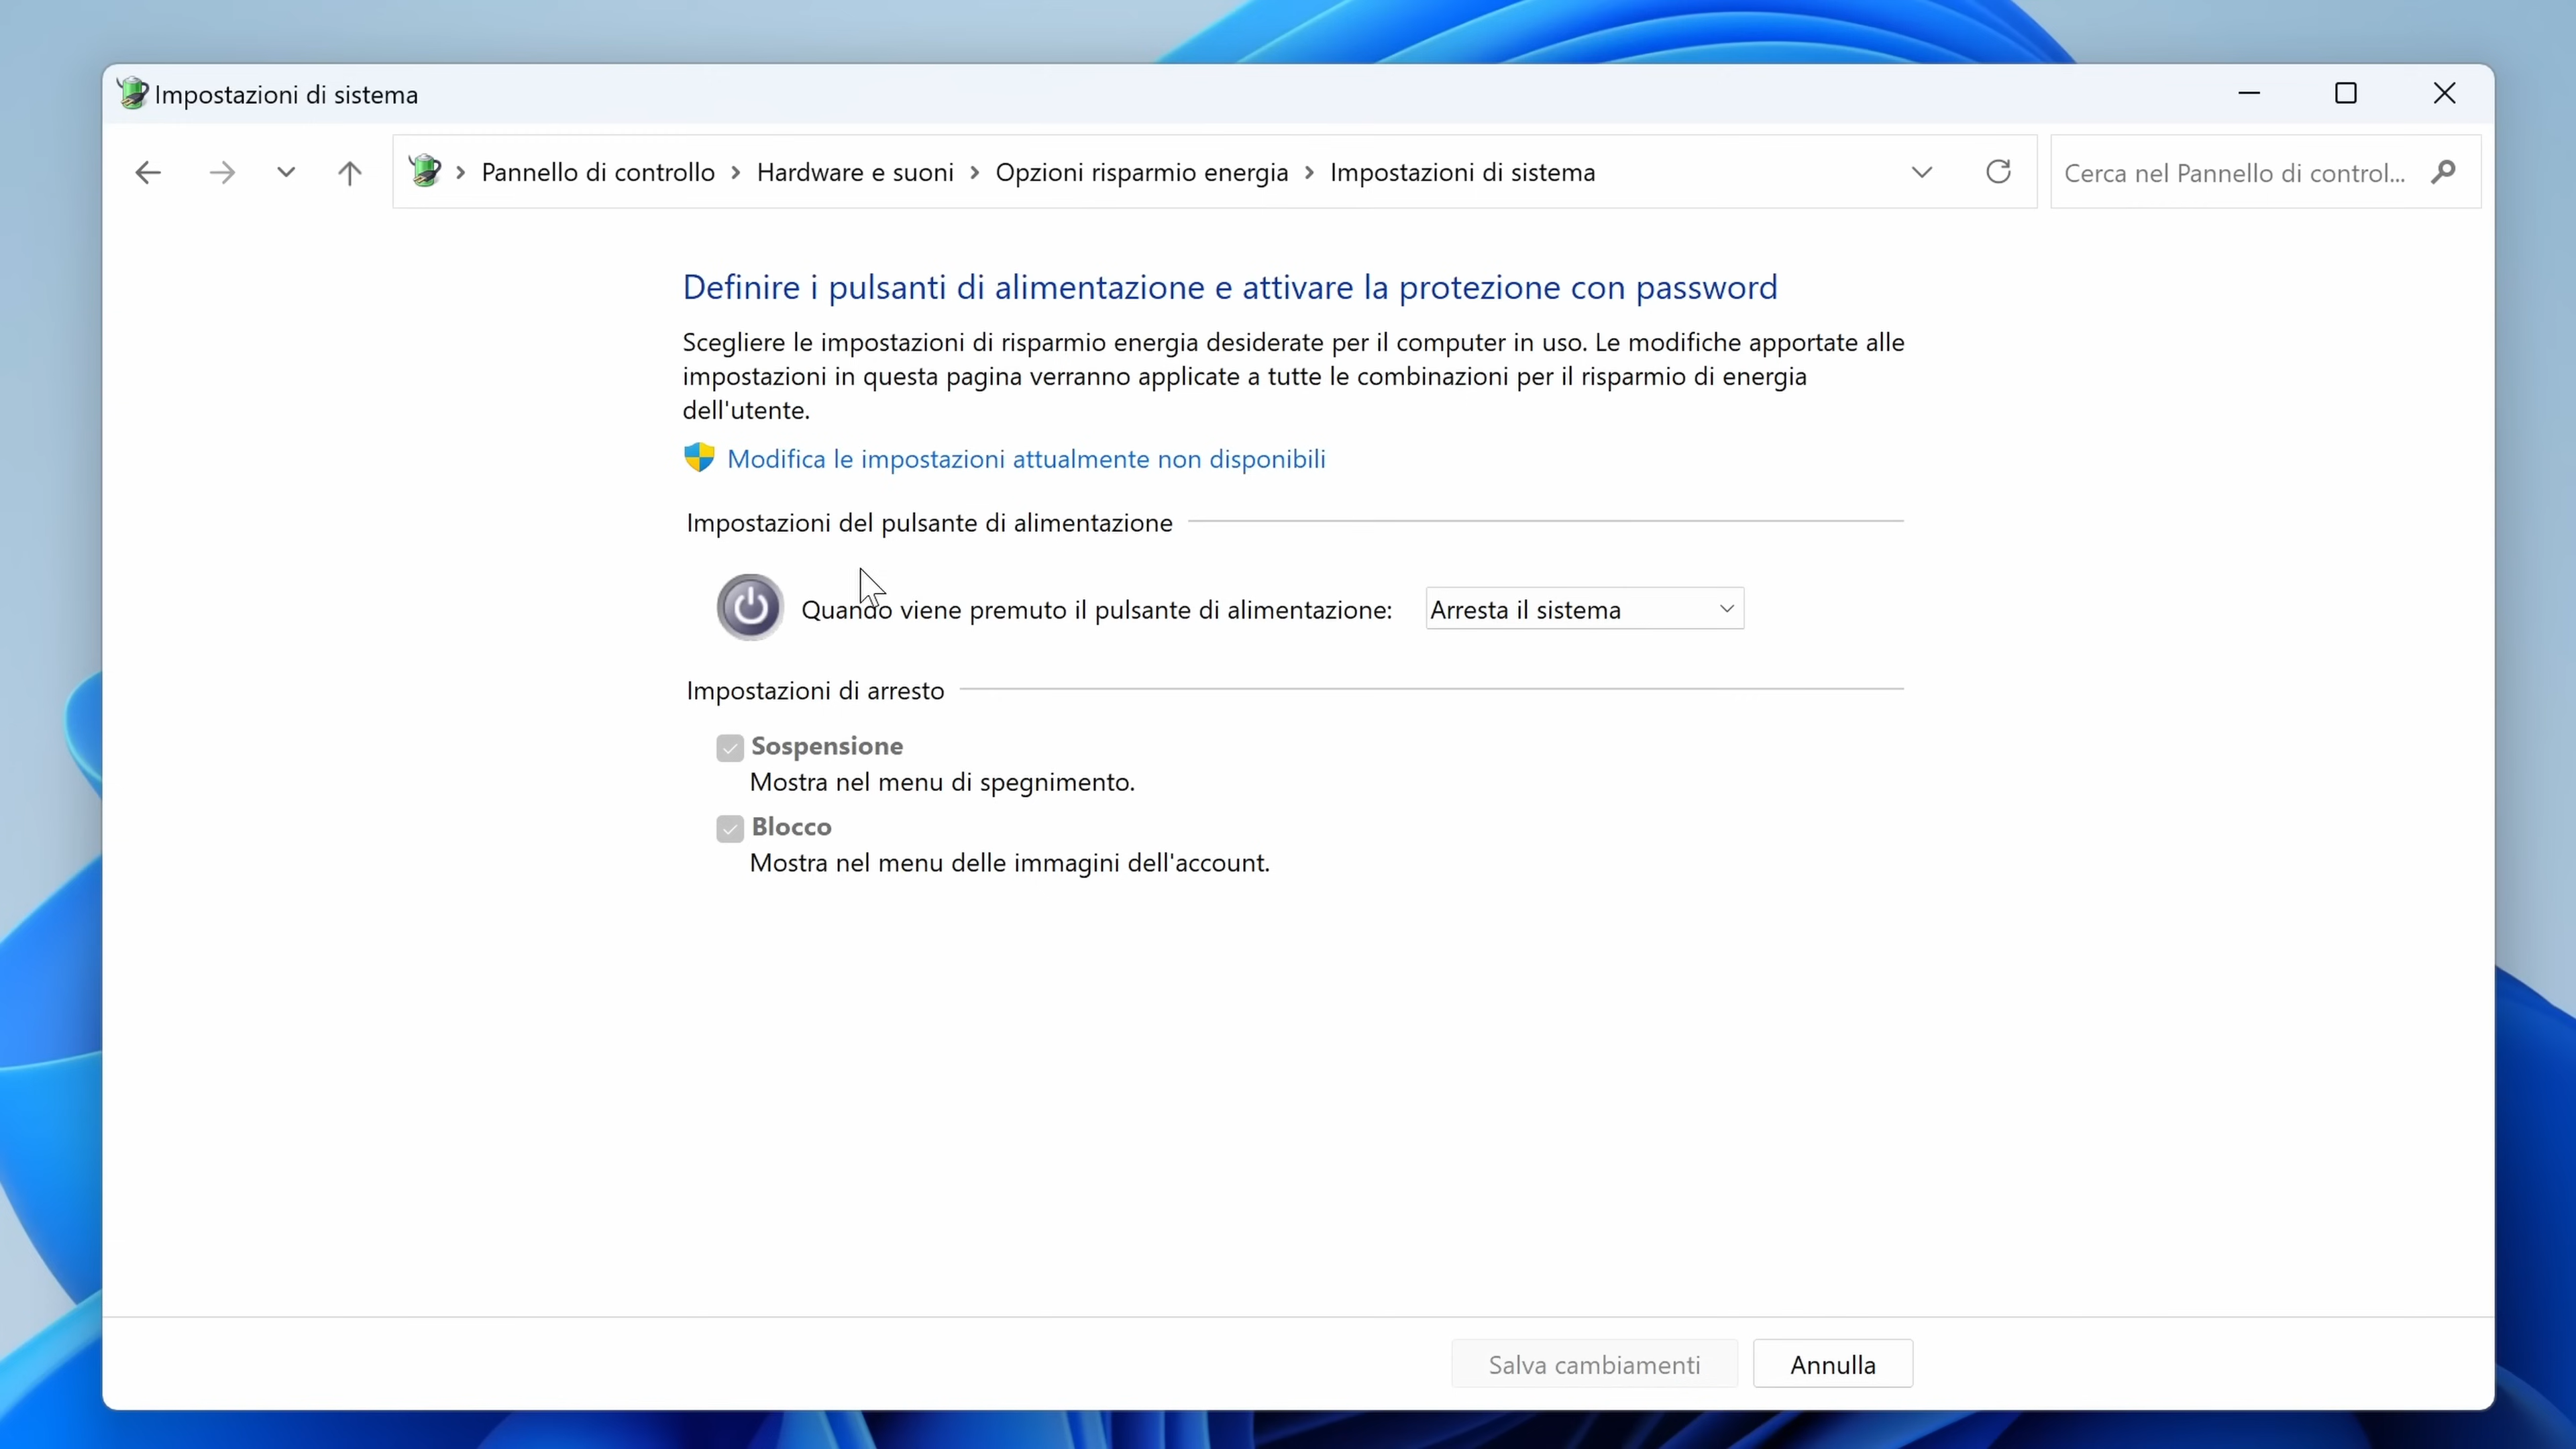 Impostazioni di sistema
Pannello di controllo > Hardware e suoni > Opzioni risparmio energia > Impostazioni di sistema
Cerca nel Pannello di control...
Definire i pulsanti di alimentazione e attivare la protezione con password
Scegliere le impostazioni di risparmio energia desiderate per il computer in uso. Le modifiche apportate alle
impostazioni in questa pagina verranno applicate a tutte le combinazioni per il risparmio di energia
dell'utente.
Modifica le impostazioni attualmente non disponibili
Impostazioni del pulsante di alimentazione
Quando viene premuto il pulsante di alimentazione: Arresta il sistema
Impostazioni di arresto
Sospensione
Mostra nel menu di spegnimento.
Blocco
Mostra nel menu delle immagini dell'account.
Salva cambiamenti Annulla